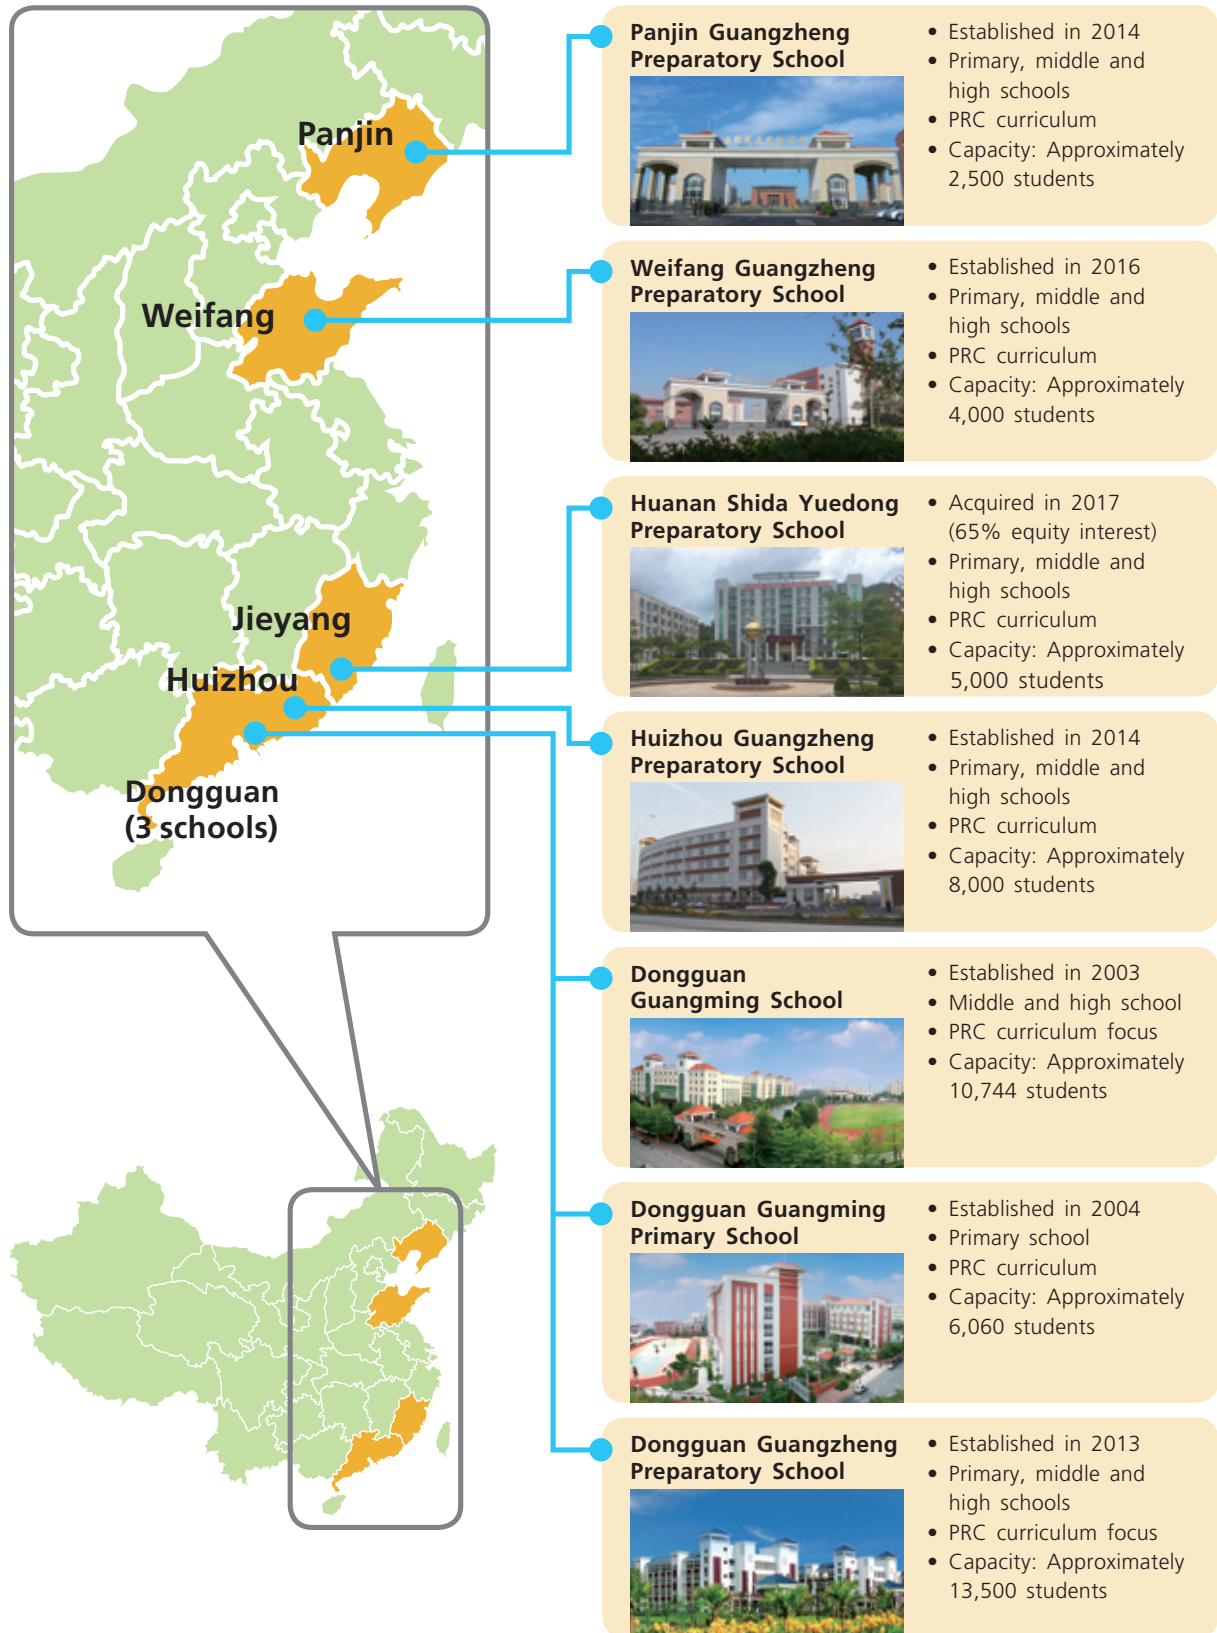 Panjin
Weifang
Jieyang
Huizhou
Dongguan
(3 schools)
Panjin Guangzheng
Preparatory School
• Established in 2014
• Primary, middle and
high schools
• PRC curriculum
• Capacity: Approximately
2,500 students
Weifang Guangzheng
Preparatory School
• Established in 2016
• Primary, middle and
high schools
• PRC curriculum
• Capacity: Approximately
4,000 students
Huanan Shida Yuedong
Preparatory School
• Acquired in 2017
(65% equity interest)
• Primary, middle and
high schools
• PRC curriculum
• Capacity: Approximately
5,000 students
Huizhou Guangzheng
Preparatory School
• Established in 2014
• Primary, middle and
high schools
• PRC curriculum
• Capacity: Approximately
8,000 students
Dongguan
Guangming School
• Established in 2003
• Middle and high school
• PRC curriculum focus
• Capacity: Approximately
10,744 students
Dongguan Guangming
Primary School
• Established in 2004
• Primary school
• PRC curriculum
• Capacity: Approximately
6,060 students
Dongguan Guangzheng
Preparatory School
• Established in 2013
• Primary, middle and
high schools
• PRC curriculum focus
• Capacity: Approximately
13,500 students